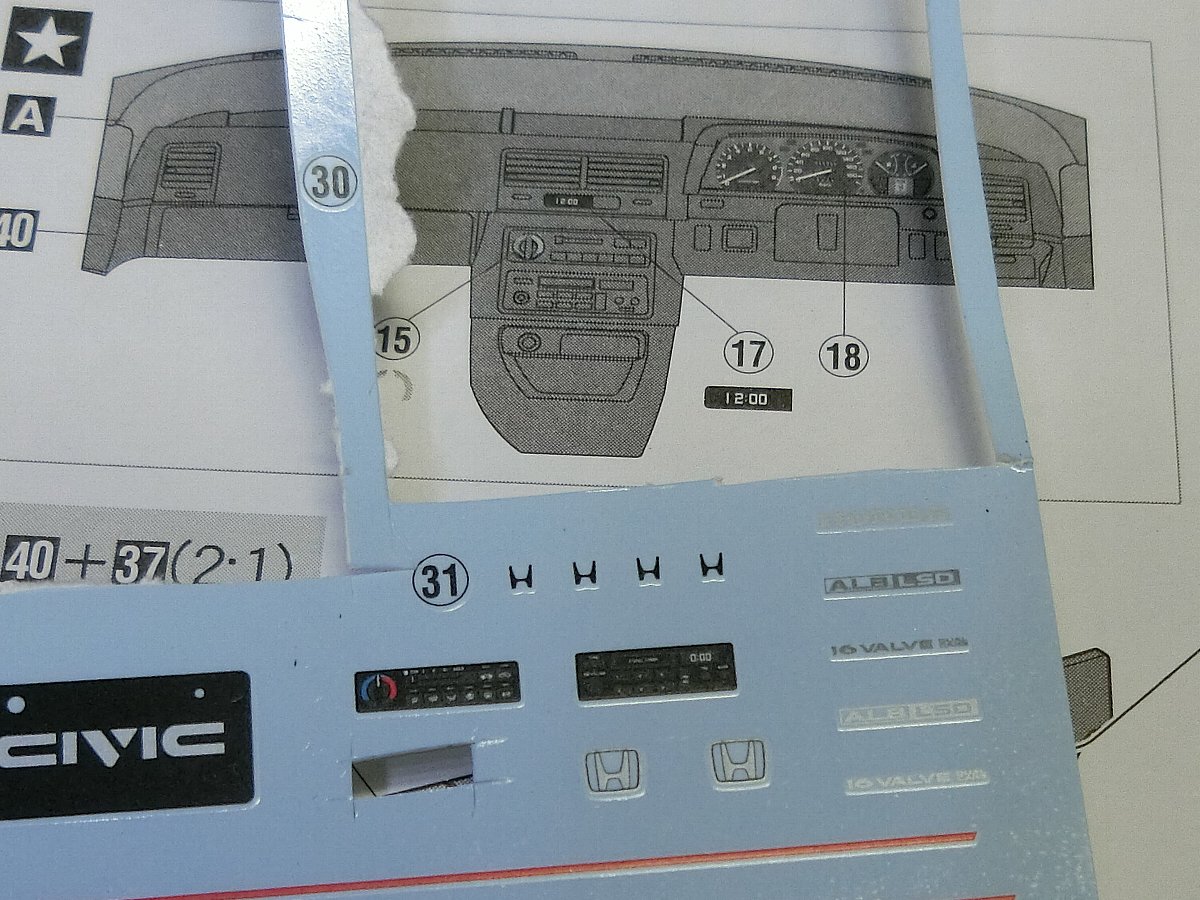 A
30
40
12:00
15
17
18
12:00
40+37(2·1)
31
ALB LSD
16 VALVE
0:00
CIVIC
ALB LSD
16 VALVE